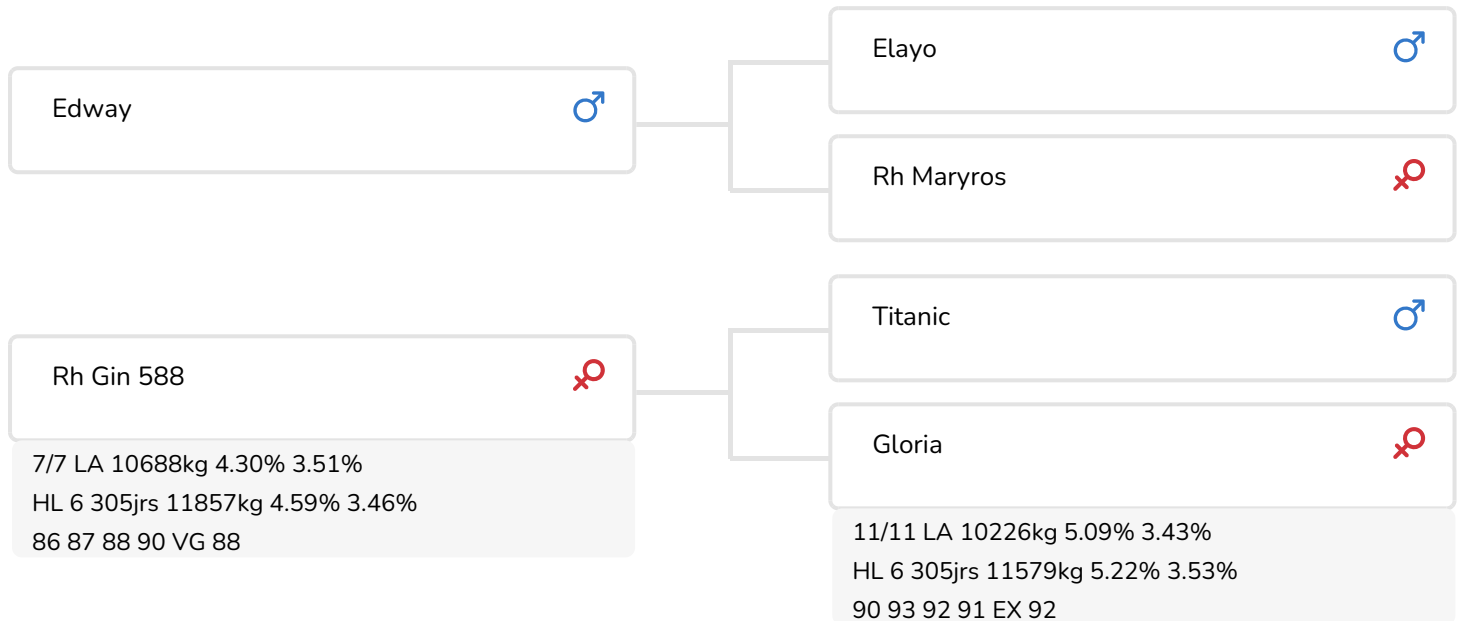 Edway
Elayo
Rh Maryros
Rh Gin 588
7/7 LA 10688kg 4.30% 3.51%
HL 6 305jrs 11857kg 4.59% 3.46%
86 87 88 90 VG 88
Titanic
Gloria
11/11 LA 10226kg 5.09% 3.43%
HL 6 305jrs 11579kg 5.22% 3.53%
90 93 92 91 EX 92